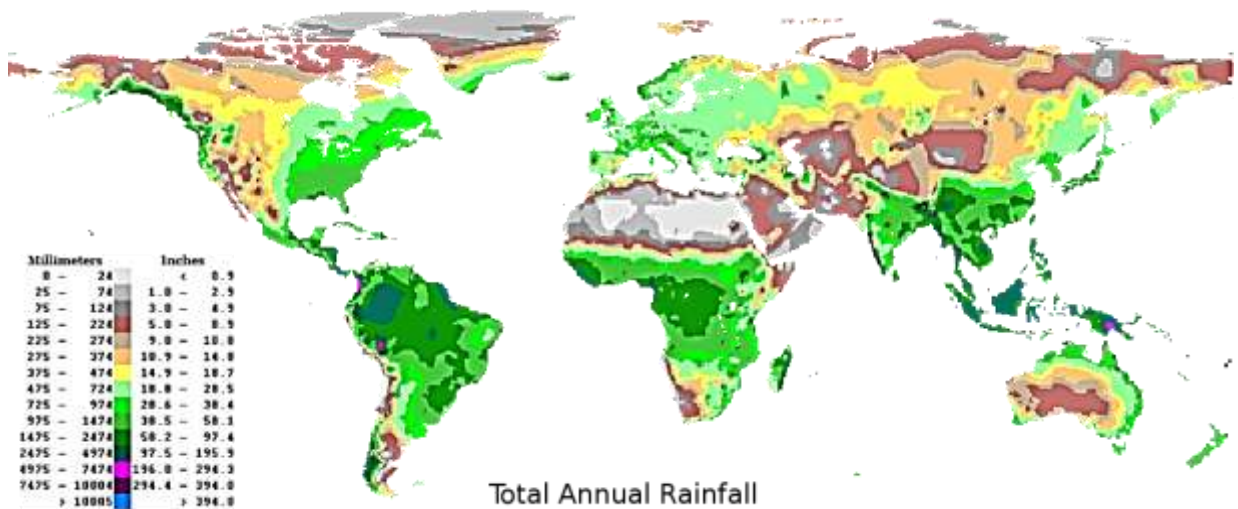 Millimeters Inches
0 - 24 < 0.9
25 - 74 1.0 - 2.9
75 - 124 3.0 - 4.9
125 - 224 5.0 - 8.9
225 - 274 9.0 - 10.8
275 - 374 10.9 - 14.8
375 - 474 14.9 - 18.7
475 - 724 18.8 - 28.5
725 - 974 28.6 - 38.4
975 - 1474 38.5 - 58.1
1475 - 2474 58.2 - 97.4
2475 - 4974 97.5 - 195.9
4975 - 7474 196.0 - 294.3
7475 - 10004 294.4 - 394.0
> 10005 > 394.0
Total Annual Rainfall